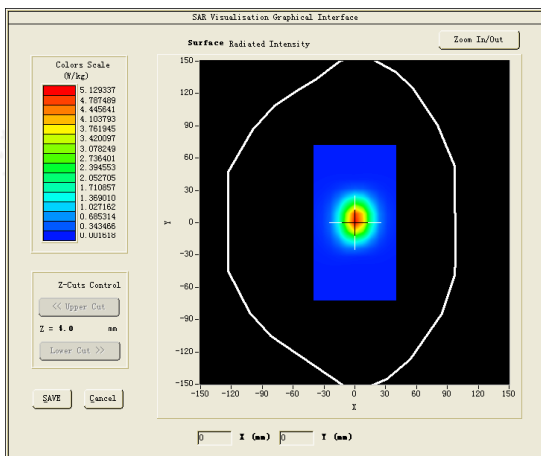 SAR Visualisation Graphical Interface
Surface Radiated Intensity
Zoom In/Out
Colors Scale
(W/kg)
5.129337
4.787489
4.445641
4.103793
3.761945
3.420097
3.078249
2.736401
2.394553
2.052705
1.710857
1.369010
1.027162
0.685314
0.343466
0.001618
Z-Cuts Control
<< Upper Cut
Z = 4.0 mm
Lower Cut >>
SAVE Cancel
150
120
90
60
30
0
-30
-60
-90
-120
-150
Y
-150 -120 -90 -60 -30 0 30 60 90 120 150
X
0 X (mm) 0 Y (mm)